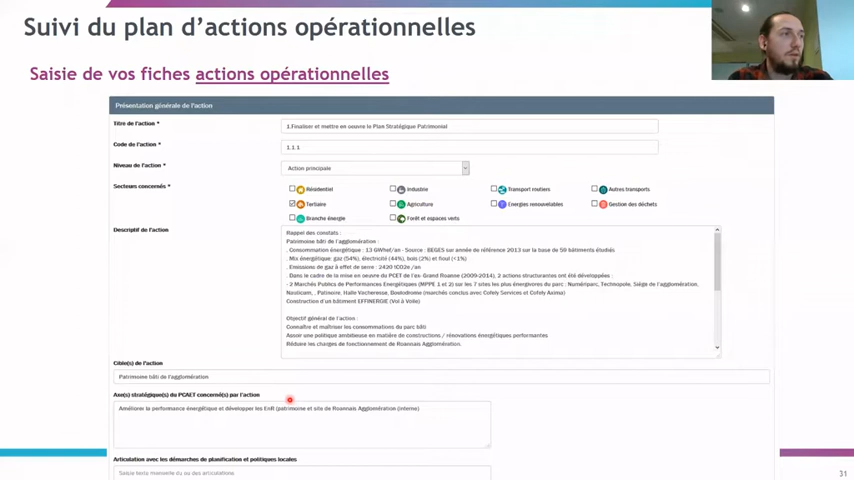 Suivi du plan d'actions opérationnelles
Saisie de vos fiches actions opérationnelles
Présentation générale de l'action
Titre de l'action *
1.Finaliser et mettre en oeuvre le Plan Stratégique Patrimonial
Code de l'action *
1.1.1
Niveau de l'action *
Action principale
Secteurs concernés *
Résidentiel
Industrie
Transport routiers
Autres transports
Tertiaire
Agriculture
Energies renouvelables
Gestion des déchets
Branche énergie
Forêt et espaces verts
Descriptif de l'action
Rappel des constats :
Patrimoine bâti de l'agglomération :
. Consommation énergétique : 13 GWhef/an - Source : BEGES sur année de référence 2013 sur la base de 59 bâtiments étudiés
. Mix énergétique: gaz (54%), électricité (44%), bois (2%) et fioul (<1%)
. Emissions de gaz à effet de serre : 2420 tCO2e /an
. Dans le cadre de la mise en oeuvre du PCET de l'ex-Grand Roanne (2009-2014), 2 actions structurantes ont été développées :
- 2 Marchés Publics de Performances Energétiques (MPPE 1 et 2) sur les 7 sites les plus énergivores du parc : Numériparc, Technopole, Siège de l'agglomération,
Nauticum, , Patinoire, Halle Vacheresse, Boulodrome (marchés conclus avec Cofely Services et Cofely Axima)
Construction d'un bâtiment EFFINERGIE (Vol à Voile)
Objectif général de l'action :
Connaître et maîtriser les consommations du parc bâti
Assoir une politique ambitieuse en matière de constructions / rénovations énergétiques performantes
Réduire les charges de fonctionnement de Roannais Agglomération.
Cible(s) de l'action
Patrimoine bâti de l'agglomération
Axe(s) stratégique(s) du PCAET concerné(s) par l'action
Améliorer la performance énergétique et développer les EnR (patrimoine et site de Roannais Agglomération (interne)
Articulation avec les démarches de planification et politiques locales
Saisie texte manuelle du ou des articulations.
31